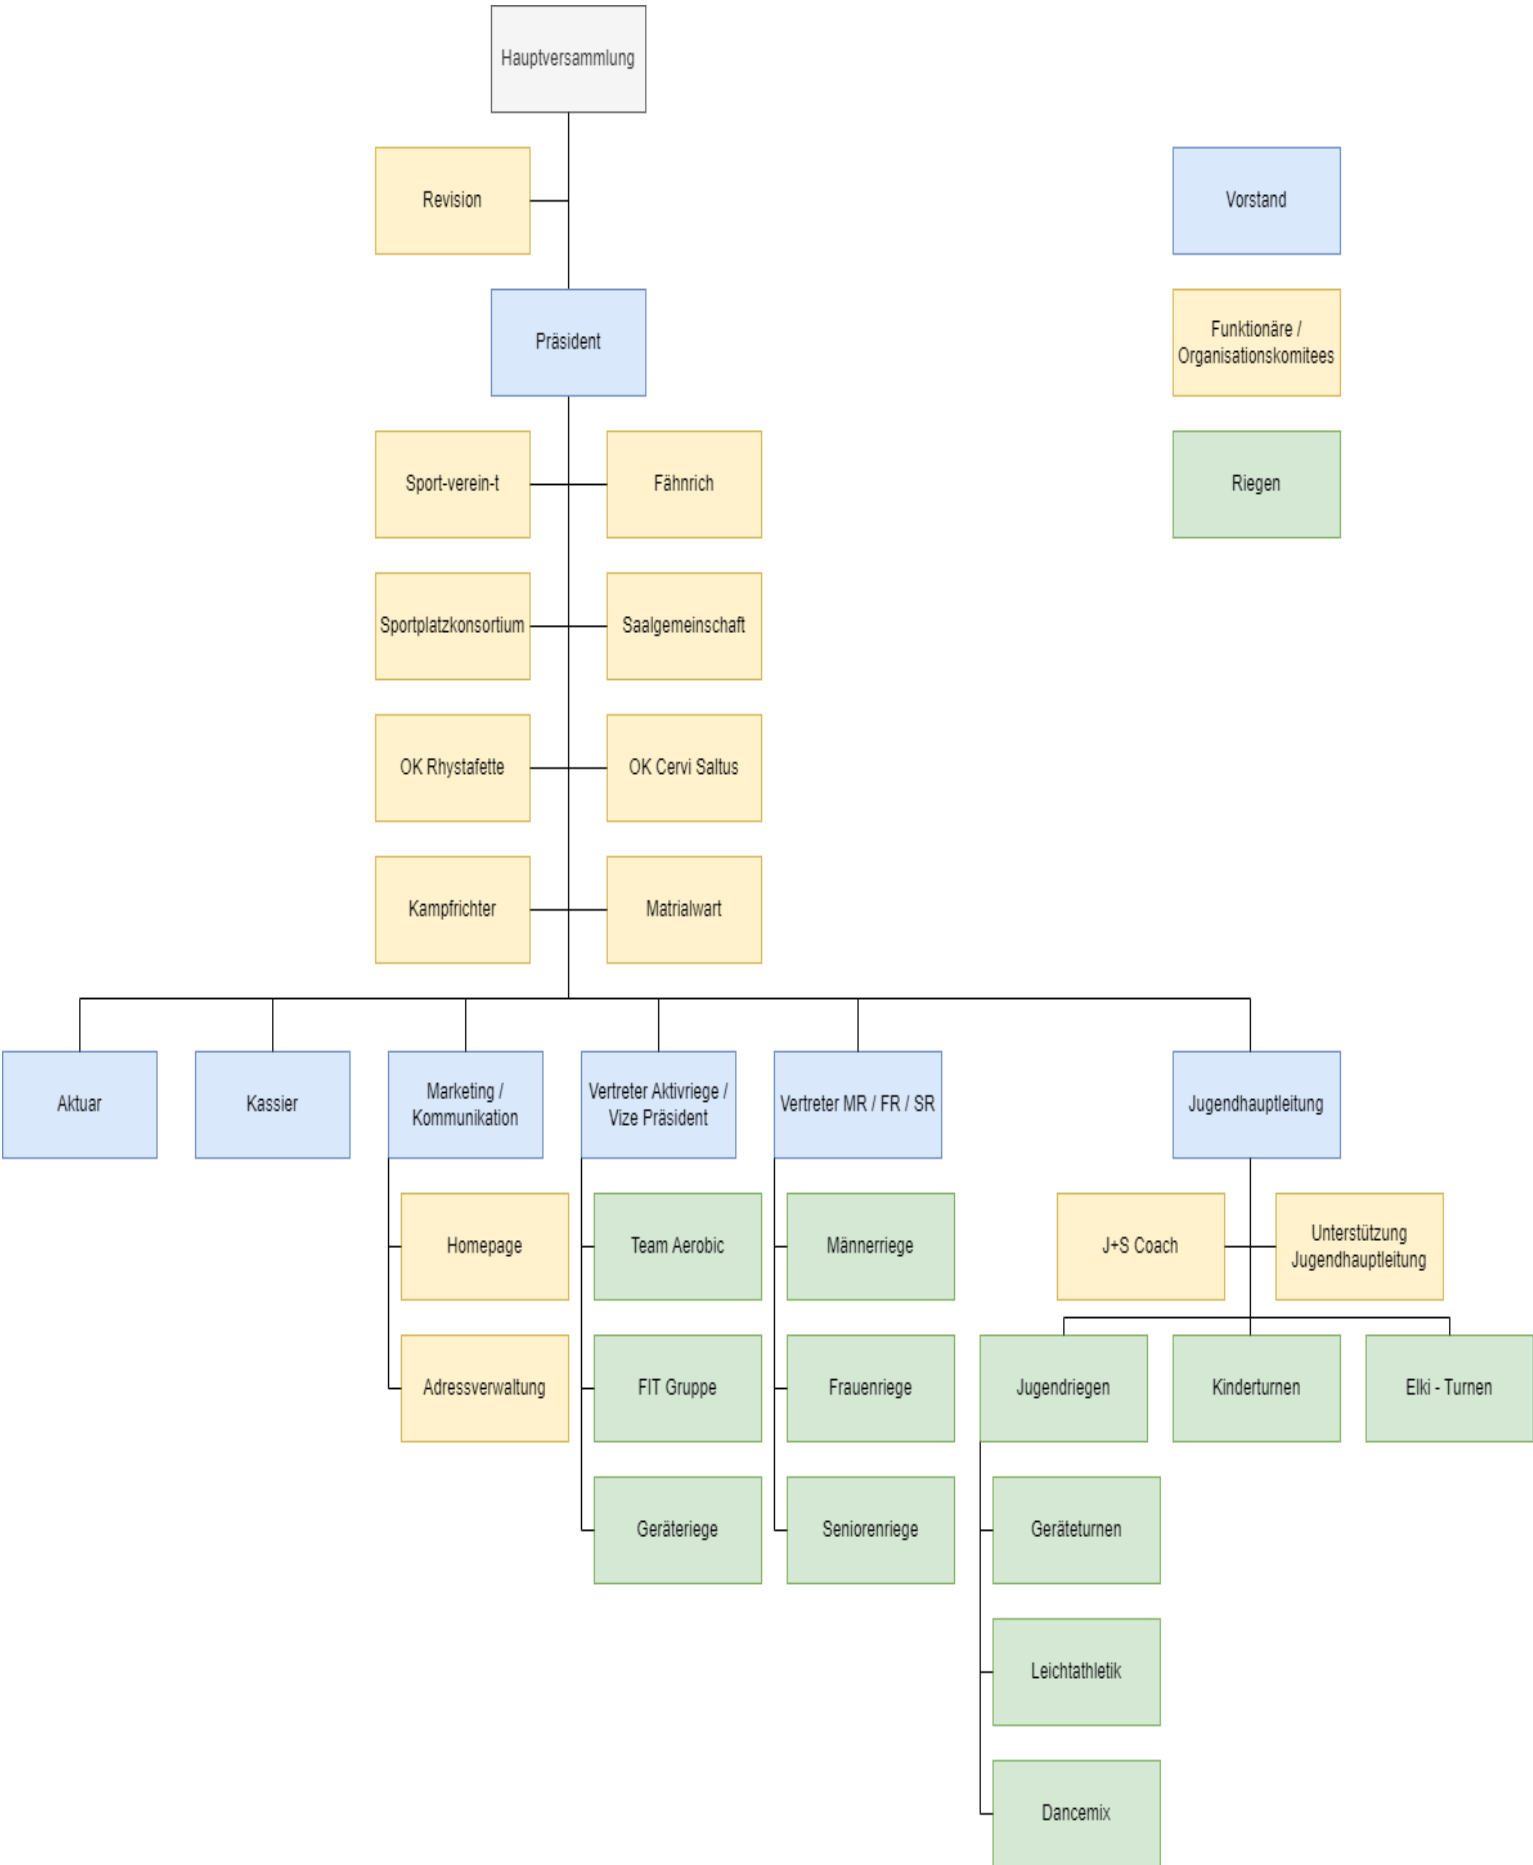 Hauptversammlung
Revision
Vorstand
Präsident
Funktionäre /
Organisationskomitees
Sport-verein-t
Fähnrich
Riegen
Sportplatzkonsortium
Saalgemeinschaft
OK Rhystafette
OK Cervi Saltus
Kampfrichter
Matrialwart
Aktuar
Kassier
Marketing /
Kommunikation
Vertreter Aktivriege /
Vize Präsident
Vertreter MR / FR / SR
Jugendhauptleitung
Homepage
Team Aerobic
Männerriege
J+S Coach
Unterstützung
Jugendhauptleitung
Adressverwaltung
FIT Gruppe
Frauenriege
Jugendriegen
Kinderturnen
Elki - Turnen
Geräteriege
Seniorenriege
Geräteturnen
Leichtathletik
Dancemix